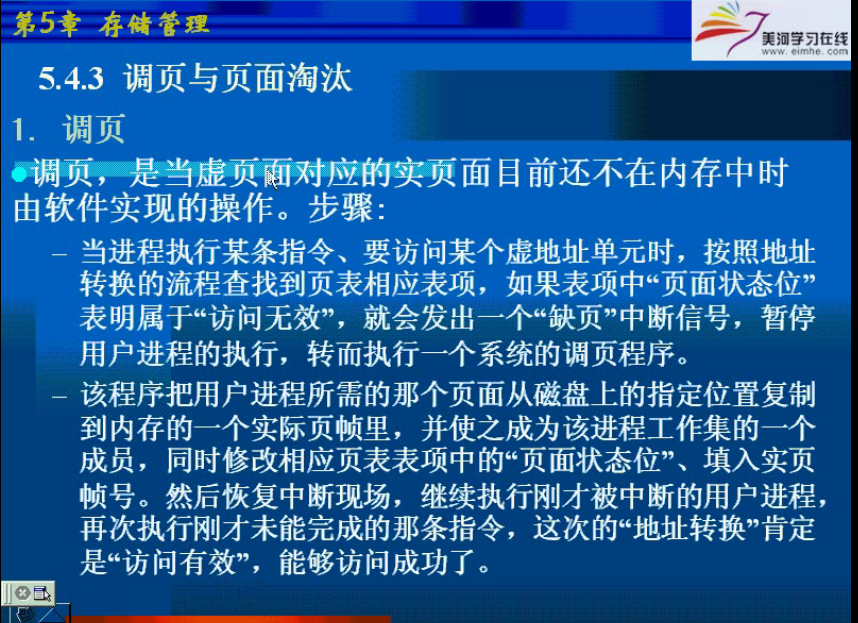 第5章 存储管理
美河学习在线
www.eimhe.com
5.4.3 调页与页面淘汰
1. 调页
●调页，是当虚页面对应的实页面目前还不在内存中时
由软件实现的操作。步骤:
– 当进程执行某条指令、要访问某个虚地址单元时，按照地址
转换的流程查找到页表相应表项，如果表项中“页面状态位”
表明属于“访问无效”，就会发出一个“缺页”中断信号，暂停
用户进程的执行，转而执行一个系统的调页程序。
– 该程序把用户进程所需的那个页面从磁盘上的指定位置复制
到内存的一个实际页帧里，并使之成为该进程工作集的一个
成员，同时修改相应页表表项中的“页面状态位”、填入实页
帧号。然后恢复中断现场，继续执行刚才被中断的用户进程，
再次执行刚才未能完成的那条指令，这次的“地址转换”肯定
是“访问有效”，能够访问成功了。